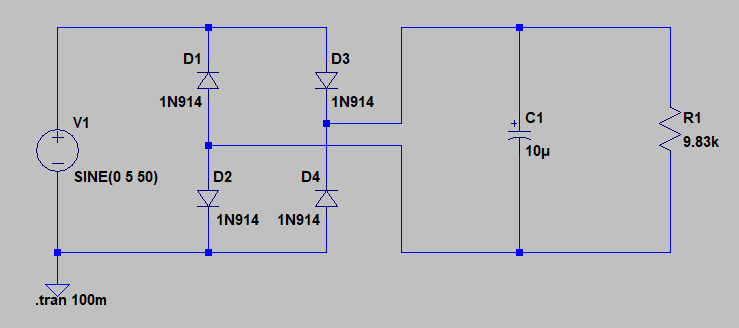 D1
D3
1N914
1N914
V1
C1
R1
10µ
9.83k
SINE(0 5 50)
D2
D4
1N914
1N914
.tran 100m